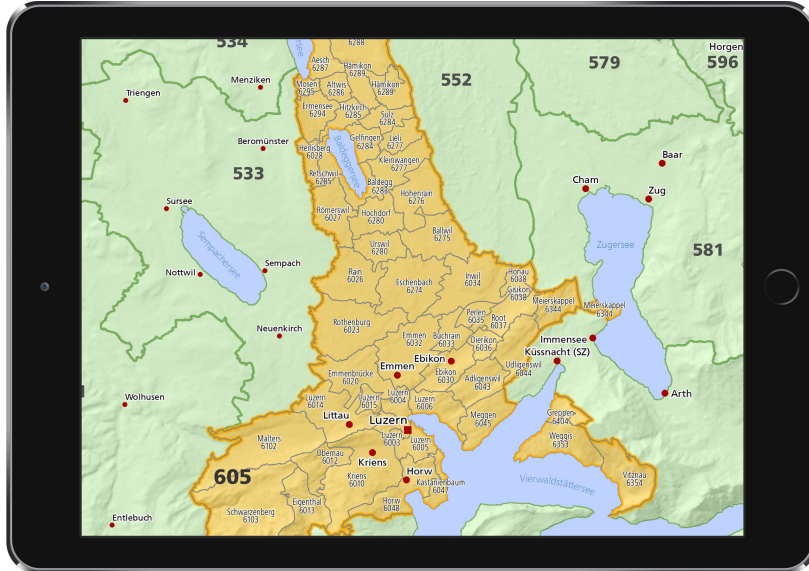 534
6288
Horgen
579
596
Aesch
6287
Hämikon
6289
552
Menziken
Mosen
6295
Altwis
6286
Hämikon
6289
Triengen
Ermensee
6294
Hitzkirch
6285
Sulz
6284
Beromünster
Gelfingen
6284
Lieli
6277
Heilisberg
6028
Baldeggersee
Kleinwangen
6277
Baar
533
Retschwil
6285
Baldegg
6283
Cham
Zug
Hohenrain
6276
Sursee
Römerswil
6027
Hochdorf
6280
Ballwil
6275
Sempachersee
Urswil
6280
Zugersee
581
Nottwil
Sempach
Rain
6026
Eschenbach
6274
Inwil
6034
Honau
6038
Gisikon
6038
Meierskappel
6344
Meierskappel
6344
Rothenburg
6023
Perlen
6035
Root
6037
Neuenkirch
Emmen
6032
Buchrain
6033
Dierikon
6036
Immensee
Küssnacht (SZ)
Emmen
Ebikon
Udligenswil
6044
Emmenbrücke
6020
Ebikon
6030
Adligenswil
6043
Wolhusen
Luzern
6014
Luzern
6015
Luzern
6004
Luzern
6006
Arth
Littau
Luzern
Meggen
6045
Greppen
6404
Malters
6102
Luzern
6003
Luzern
6005
Weggis
6353
Obernau
6012
Kriens
605
Kriens
6010
Horw
Kastanienbaum
6047
Vierwaldstättersee
Vitznau
6354
Eigenthal
6013
Horw
6048
Schwarzenberg
6103
Entlebuch